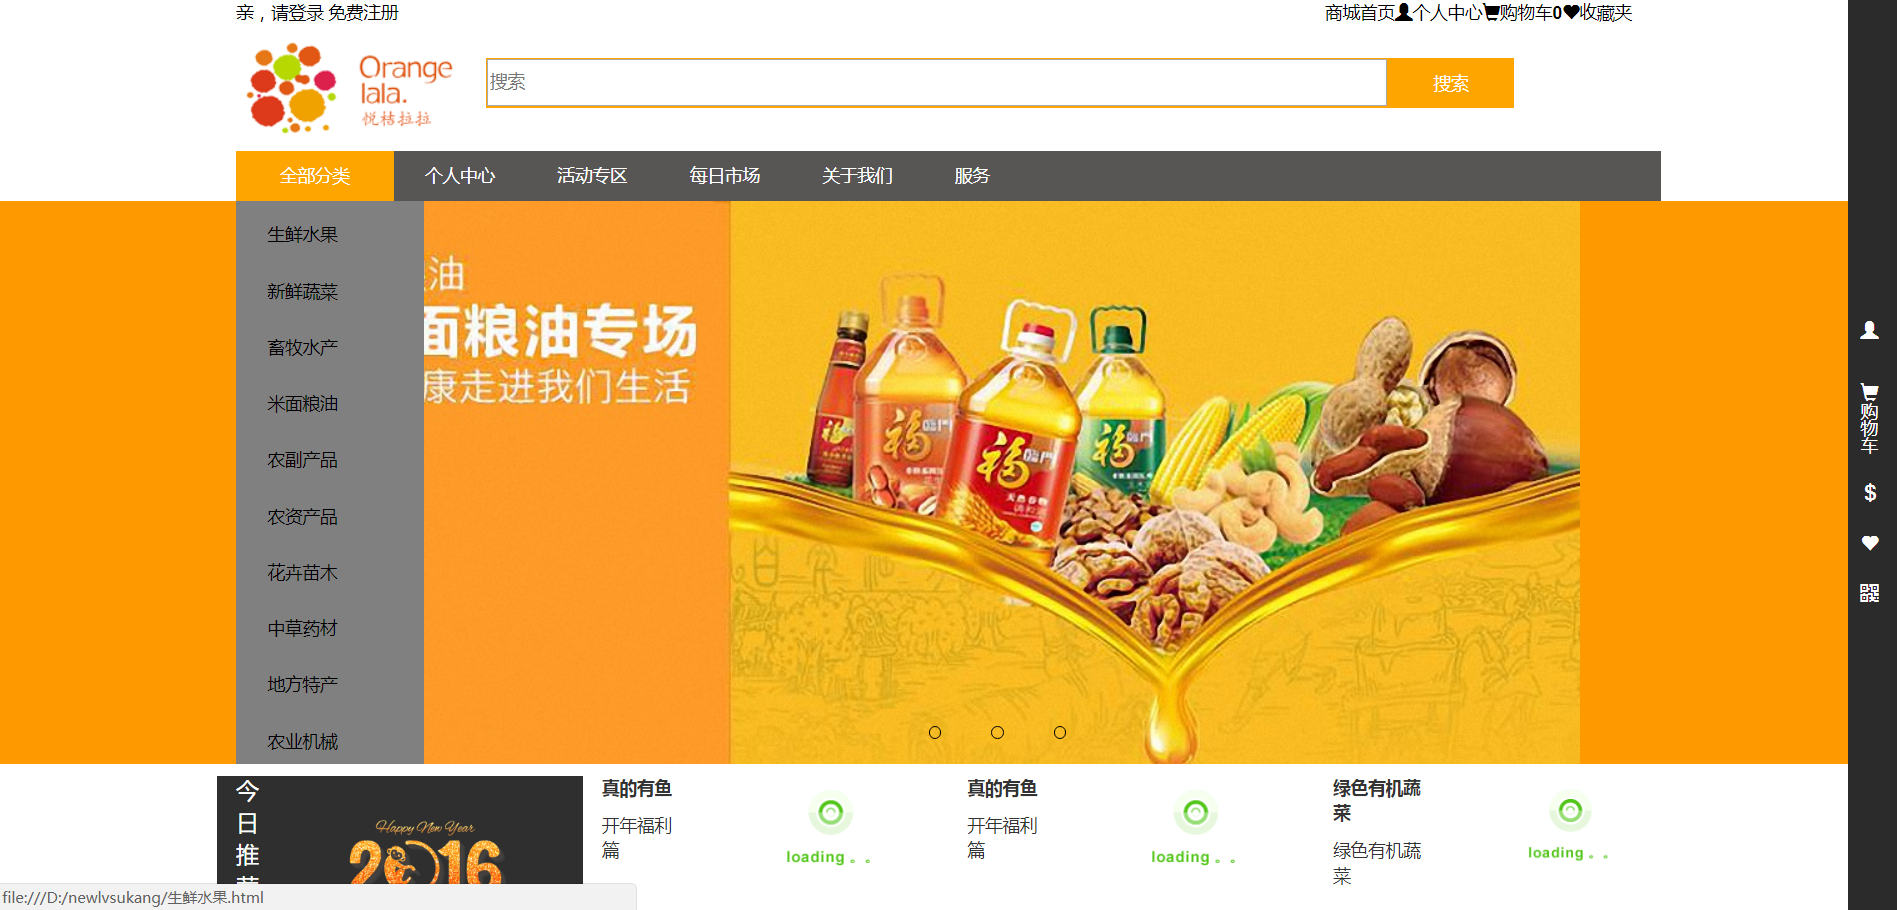 亲，请登录 免费注册
商城首页个人中心购物车0收藏夹
Orange
lala.
悦桔拉拉
搜索
搜索
全部分类
个人中心
活动专区
每日市场
关于我们
服务
生鲜水果
新鲜蔬菜
畜牧水产
米面粮油
农副产品
农资产品
花卉苗木
中草药材
地方特产
农业机械
油
面粮油专场
康走进我们生活
福
臨門
福
臨門
福
臨門
购
物
车
$
今
日
推
Happy New Year
2016
真的有鱼
开年福利
篇
loading 。。
真的有鱼
开年福利
篇
loading 。。
绿色有机蔬
菜
绿色有机蔬
菜
loading 。。
file:///D:/newlvsukang/生鲜水果.html